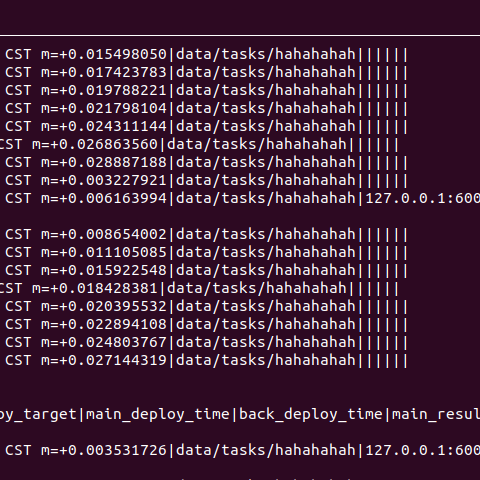 CST m=+0.015498050|data/tasks/hahahahah||||||
CST m=+0.017423783|data/tasks/hahahahah||||||
CST m=+0.019788221|data/tasks/hahahahah||||||
CST m=+0.021798104|data/tasks/hahahahah||||||
CST m=+0.024311144|data/tasks/hahahahah||||||
CST m=+0.026863560|data/tasks/hahahahah||||||
CST m=+0.028887188|data/tasks/hahahahah||||||
CST m=+0.003227921|data/tasks/hahahahah||||||
CST m=+0.006163994|data/tasks/hahahahah|127.0.0.1:600
CST m=+0.008654002|data/tasks/hahahahah||||||
CST m=+0.011105085|data/tasks/hahahahah||||||
CST m=+0.015922548|data/tasks/hahahahah||||||
CST m=+0.018428381|data/tasks/hahahahah||||||
CST m=+0.020395532|data/tasks/hahahahah||||||
CST m=+0.022894108|data/tasks/hahahahah||||||
CST m=+0.024803767|data/tasks/hahahahah||||||
CST m=+0.027144319|data/tasks/hahahahah||||||
oy_target|main_deploy_time|back_deploy_time|main_resul
CST m=+0.003531726|data/tasks/hahahahah|127.0.0.1:600